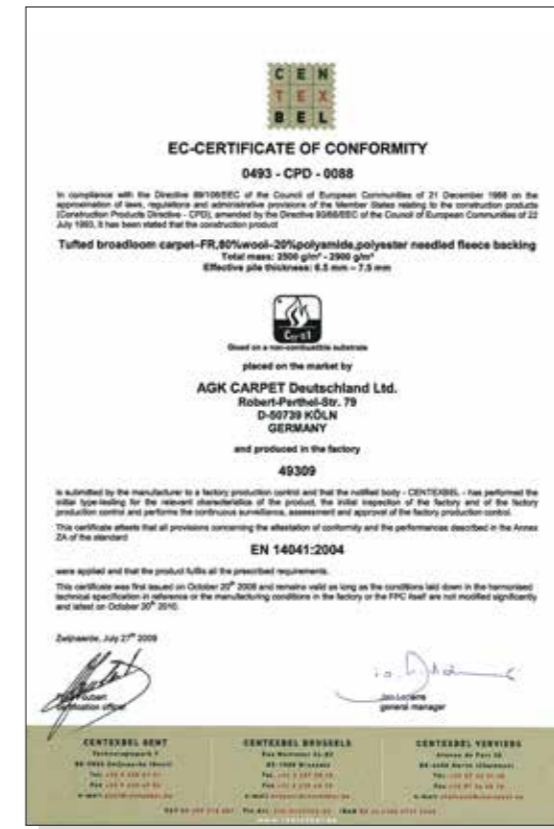 CEN
TEX
BEL
EC-CERTIFICATE OF CONFORMITY
0493 - CPD - 0088
In compliance with the Directive 89/106/EEC of the Council of European Communities of 21 December 1988 on the
approximation of laws, regulations and administrative provisions of the Member States relating to the construction products
(Construction Products Directive - CPD), amended by the Directive 93/68/EEC of the Council of European Communities of 22
July 1993, it has been stated that the construction product
Tufted broadloom carpet-FR,80%wool-20%polyamide,polyester needled fleece backing
Total mass: 2500 g/m² - 2900 g/m²
Effective pile thickness: 6.5 mm – 7.5 mm
Glued on a non-combustible substrate
placed on the market by
AGK CARPET Deutschland Ltd.
Robert-Perthel-Str. 79
D-50739 KÖLN
GERMANY
and produced in the factory
49309
is submitted by the manufacturer to a factory production control and that the notified body - CENTEXBEL - has performed the
initial type-testing for the relevant characteristics of the product, the initial inspection of the factory and of the factory
production control and performs the continuous surveillance, assessment and approval of the factory production control.
This certificate attests that all provisions concerning the attestation of conformity and the performances described in the Annex
ZA of the standard
EN 14041:2004
were applied and that the product fulfils all the prescribed requirements.
This certificate was first issued on October 20th 2008 and remains valid as long as the conditions laid down in the harmonised
technical specification in reference or the manufacturing conditions in the factory or the FPC itself are not modified significantly
and latest on October 20th 2010.
Zwijnaarde, July 27th 2009
certification officer
general manager
CENTEXBEL GENT CENTEXBEL BRUSSELS CENTEXBEL VERVIERS